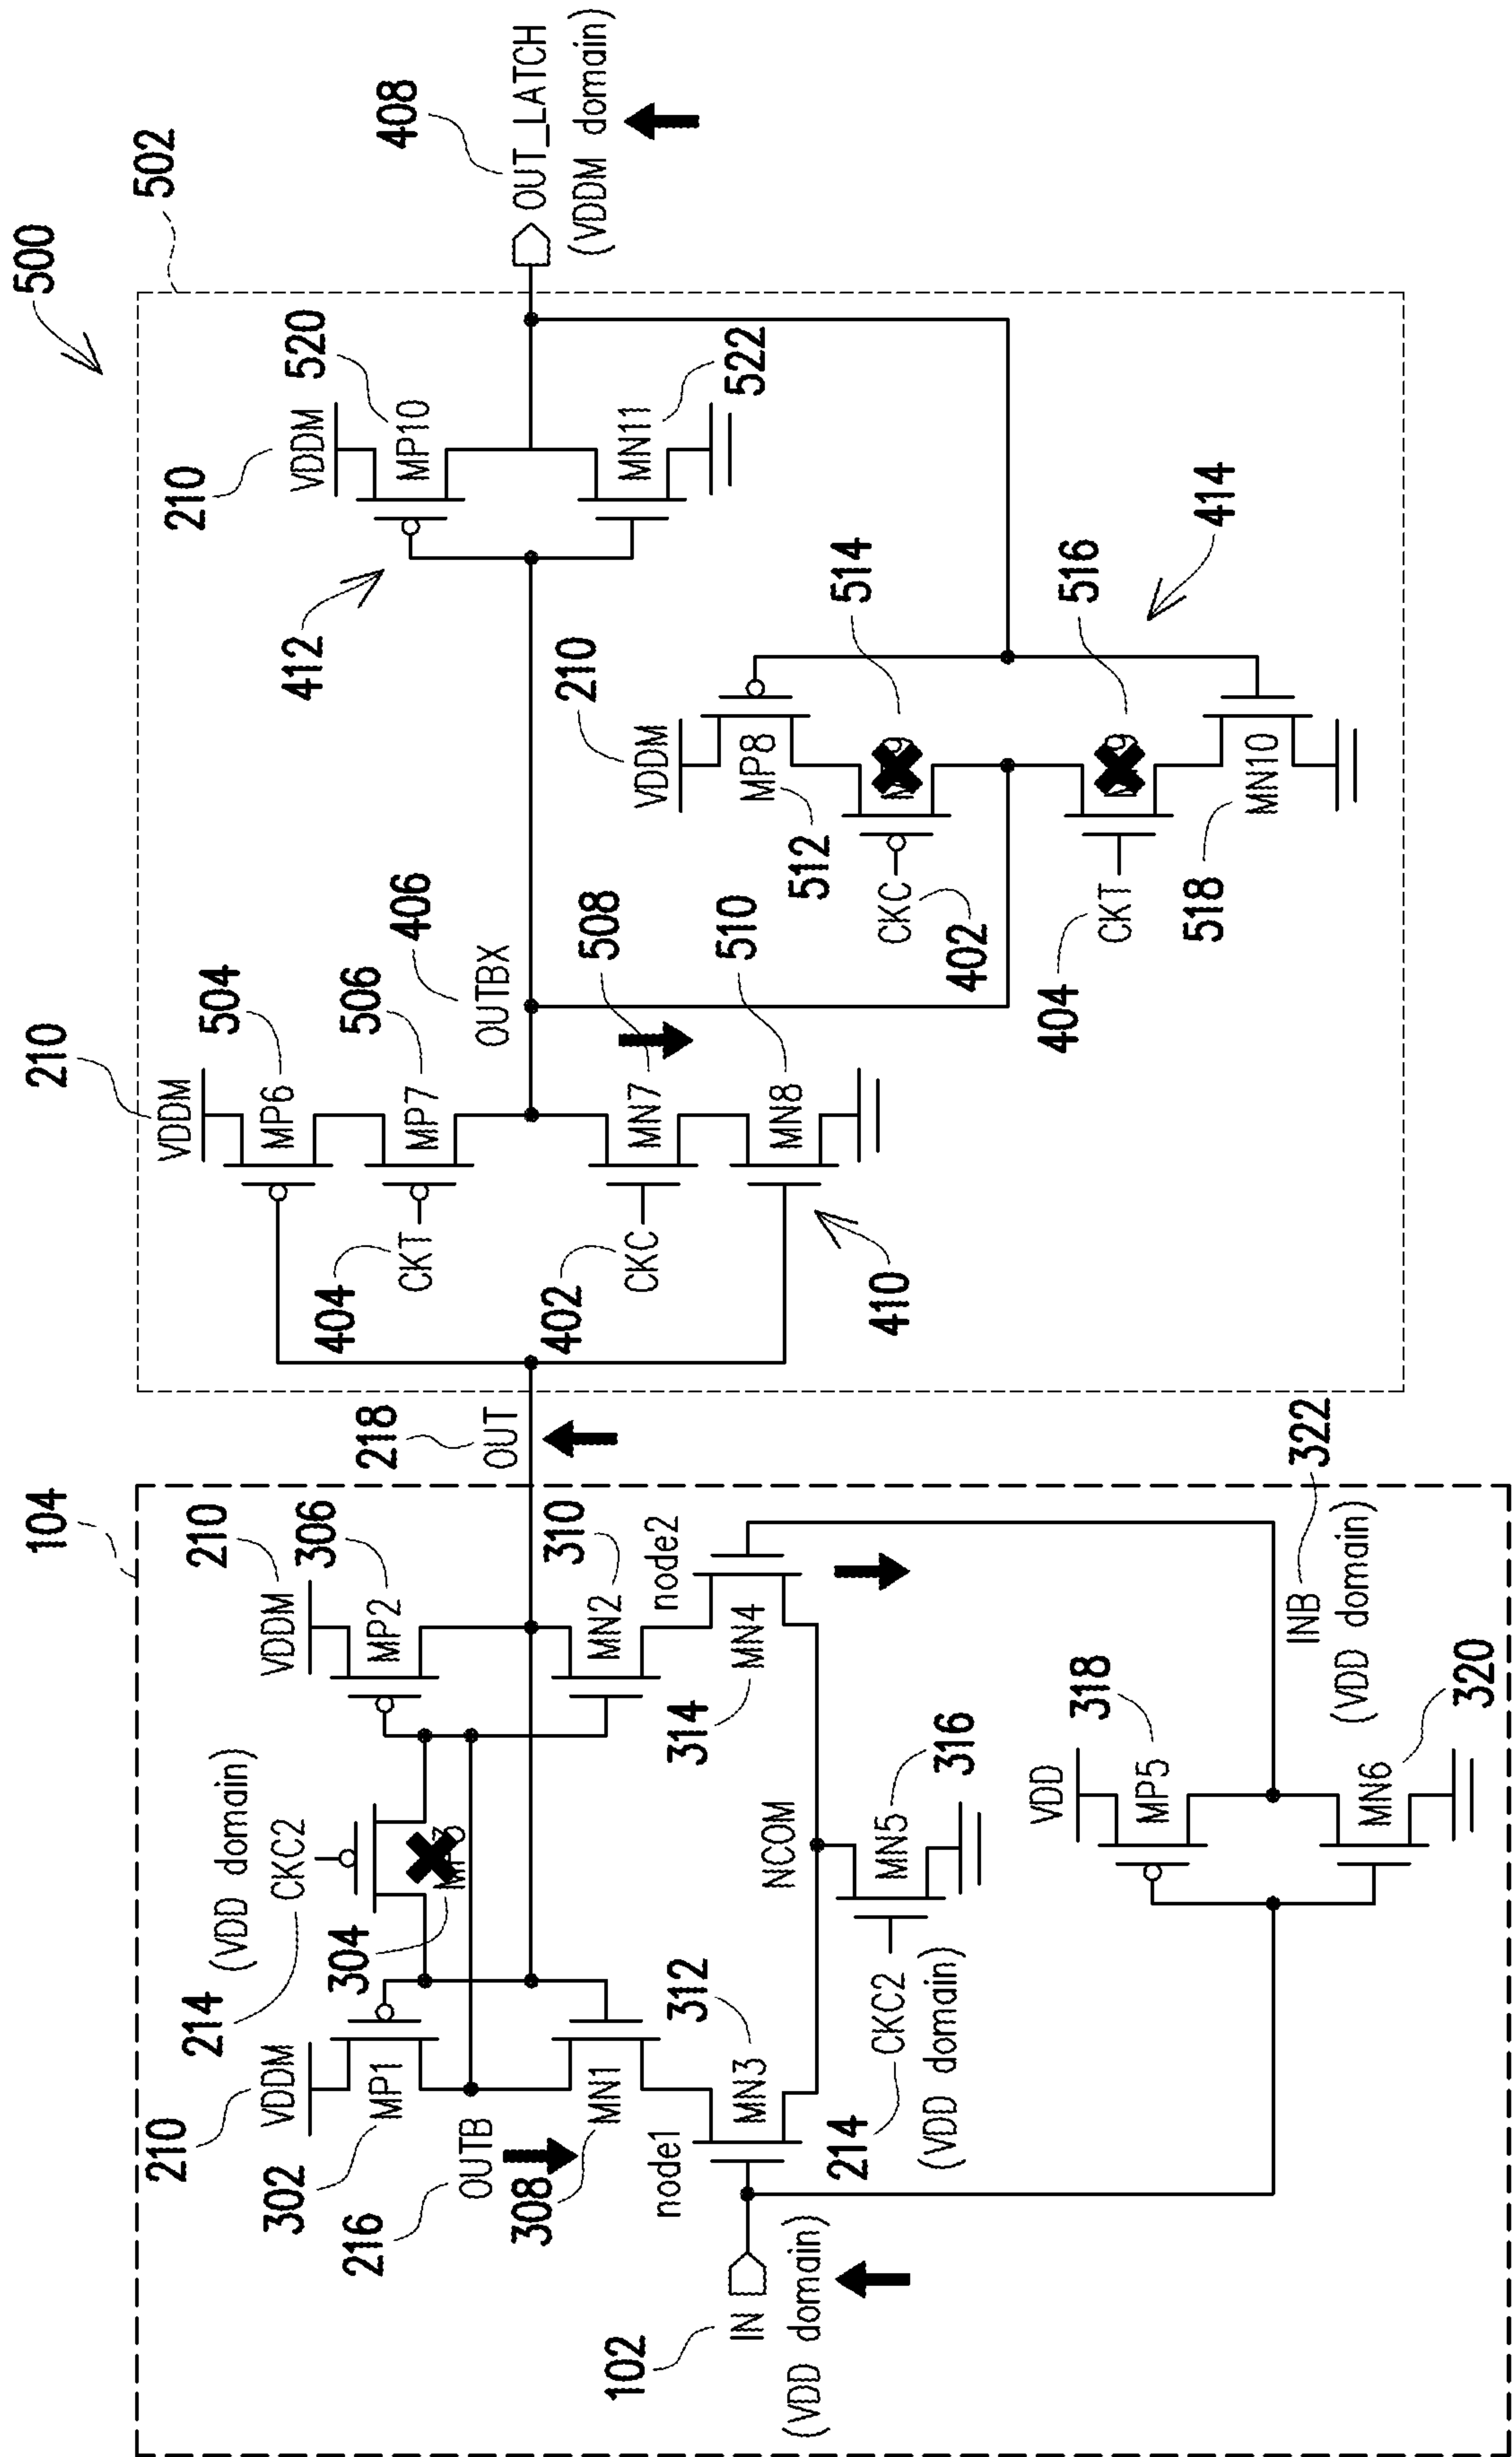 500
502
104
210
VDDM
302
MP1
216
OUTB
308
MN1
node1
312
MN3
102
IN
(VDD domain)
214
CKC2
(VDD domain)
304
210
VDDM
306
MP2
310
MN2
node2
314
MN4
NCOM
316
MN5
214
CKC2
(VDD domain)
VDD
318
MP5
320
MN6
322
INB
(VDD domain)
218
OUT
210
VDDM
504
MP6
506
MP7
404
CKT
402
CKC
508
MN7
510
MN8
410
406
OUTBX
412
210
VDDM
520
MP10
522
MN11
210
VDDM
512
MP8
514
402
CKC
516
404
CKT
518
MN10
414
408
OUT_LATCH
(VDDM domain)